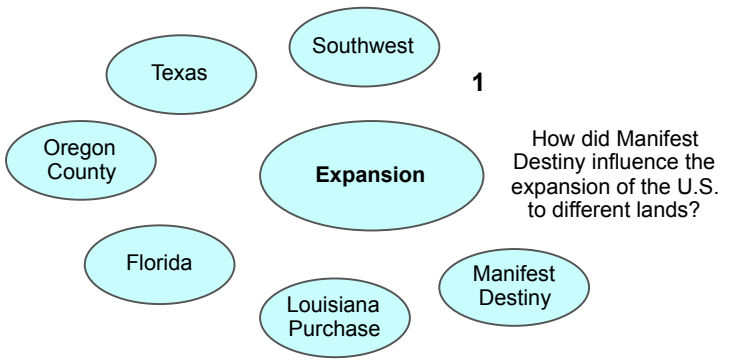 Southwest
Texas
1
Oregon
County
Expansion
How did Manifest
Destiny influence the
expansion of the U.S.
to different lands?
Florida
Manifest
Destiny
Louisiana
Purchase